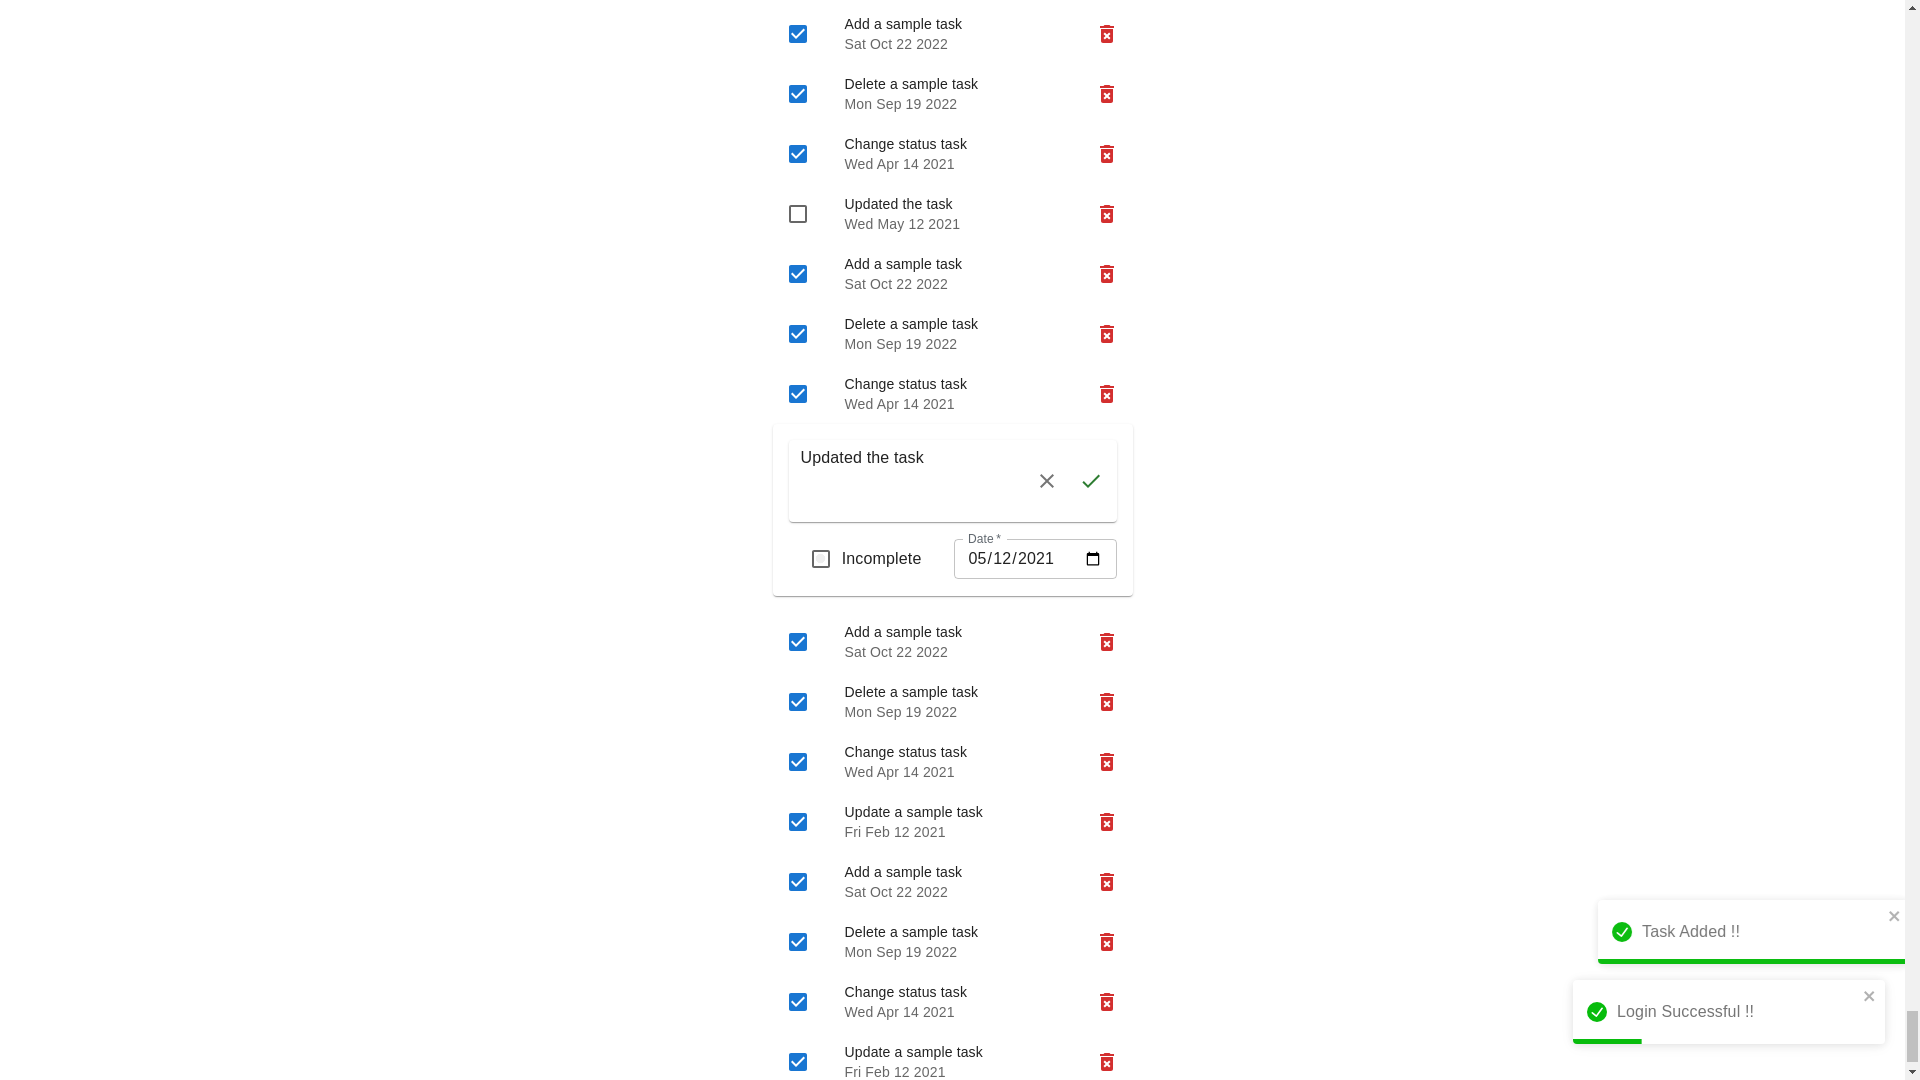 Add a sample task
Sat Oct 22 2022
Delete a sample task
Mon Sep 19 2022
Change status task
Wed Apr 14 2021
Updated the task
Wed May 12 2021
Add a sample task
Sat Oct 22 2022
Delete a sample task
Mon Sep 19 2022
Change status task
Wed Apr 14 2021
Updated the task
Date *
Incomplete
05/12/2021
Add a sample task
Sat Oct 22 2022
Delete a sample task
Mon Sep 19 2022
Change status task
Wed Apr 14 2021
Update a sample task
Fri Feb 12 2021
Add a sample task
Sat Oct 22 2022
Delete a sample task
Mon Sep 19 2022
Change status task
Wed Apr 14 2021
Update a sample task
Fri Feb 12 2021
Task Added !!
Login Successful !!